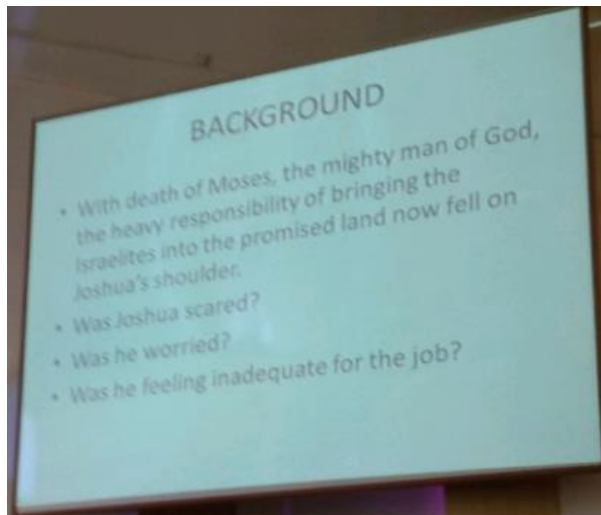 BACKGROUND
• With death of Moses, the mighty man of God,
the heavy responsibility of bringing the
Israelites into the promised land now fell on
Joshua's shoulder.
• Was Joshua scared?
• Was he worried?
• Was he feeling inadequate for the job?